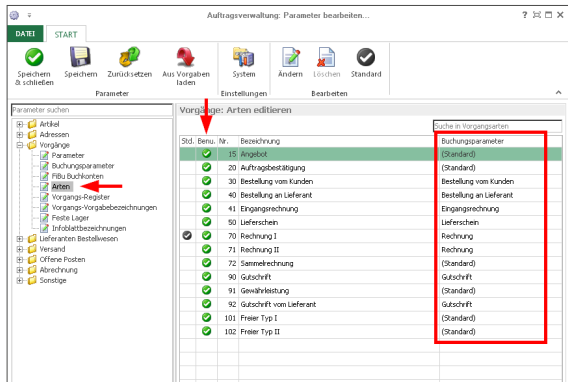 Auftragsverwaltung: Parameter bearbeiten...
DATEI START
Speichern & schließen
Speichern
Zurücksetzen
Aus Vorgaben laden
System
Ändern
Löschen
Standard
Parameter
Einstellungen
Bearbeiten
Parameter suchen
Artikel
Adressen
Vorgänge
Parameter
Buchungsparameter
FiBu Buchkonten
Arten
Vorgangs-Register
Vorgangs-Vorgabebezeichnungen
Feste Lager
Infoblattbezeichnungen
Lieferanten Bestellwesen
Versand
Offene Posten
Abrechnung
Sonstige
Vorgänge: Arten editieren
Suche in Vorgangsarten
Std. Benu. Nr. Bezeichnung Buchungsparameter
15 Angebot (Standard)
20 Auftragsbestätigung (Standard)
30 Bestellung vom Kunden Bestellung vom Kunden
40 Bestellung an Lieferant Bestellung an Lieferant
41 Eingangsrechnung Eingangsrechnung
50 Lieferschein Lieferschein
70 Rechnung I Rechnung
71 Rechnung II Rechnung
72 Sammelrechnung (Standard)
90 Gutschrift Gutschrift
91 Gewährleistung (Standard)
92 Gutschrift vom Lieferant Gutschrift
101 Freier Typ I (Standard)
102 Freier Typ II (Standard)